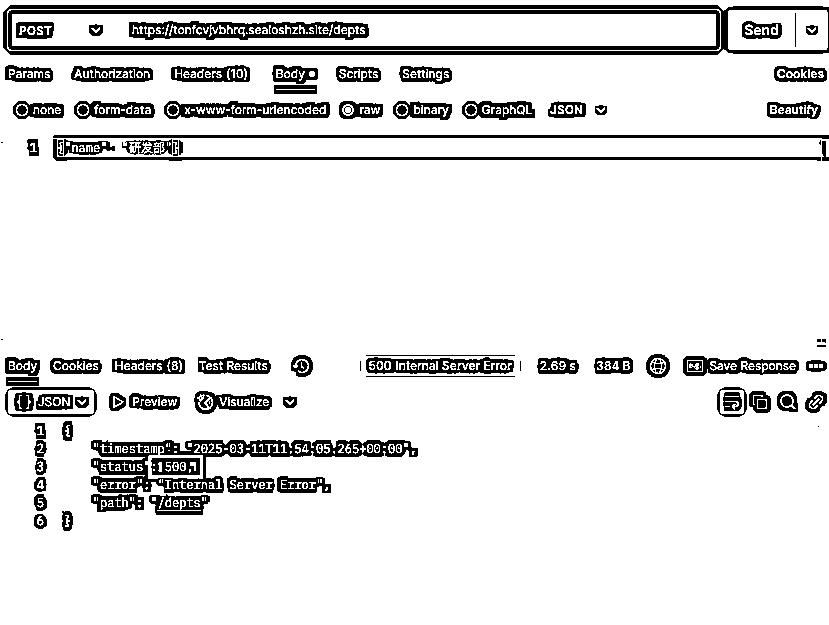 POST https://tonfcvjvbhrq.sealoshzh.site/depts Send
Params Authorization Headers (10) Body Scripts Settings Cookies
none form-data x-www-form-urlencoded raw binary GraphQL JSON Beautify
1 {"name": "研发部"}
Body Cookies Headers (8) Test Results 500 Internal Server Error 2.69 s 384 B Save Response
{} JSON Preview Visualize
1 {
2 "timestamp": "2025-03-11T11:54:05.265+00:00",
3 "status": 500,
4 "error": "Internal Server Error",
5 "path": "/depts"
6 }